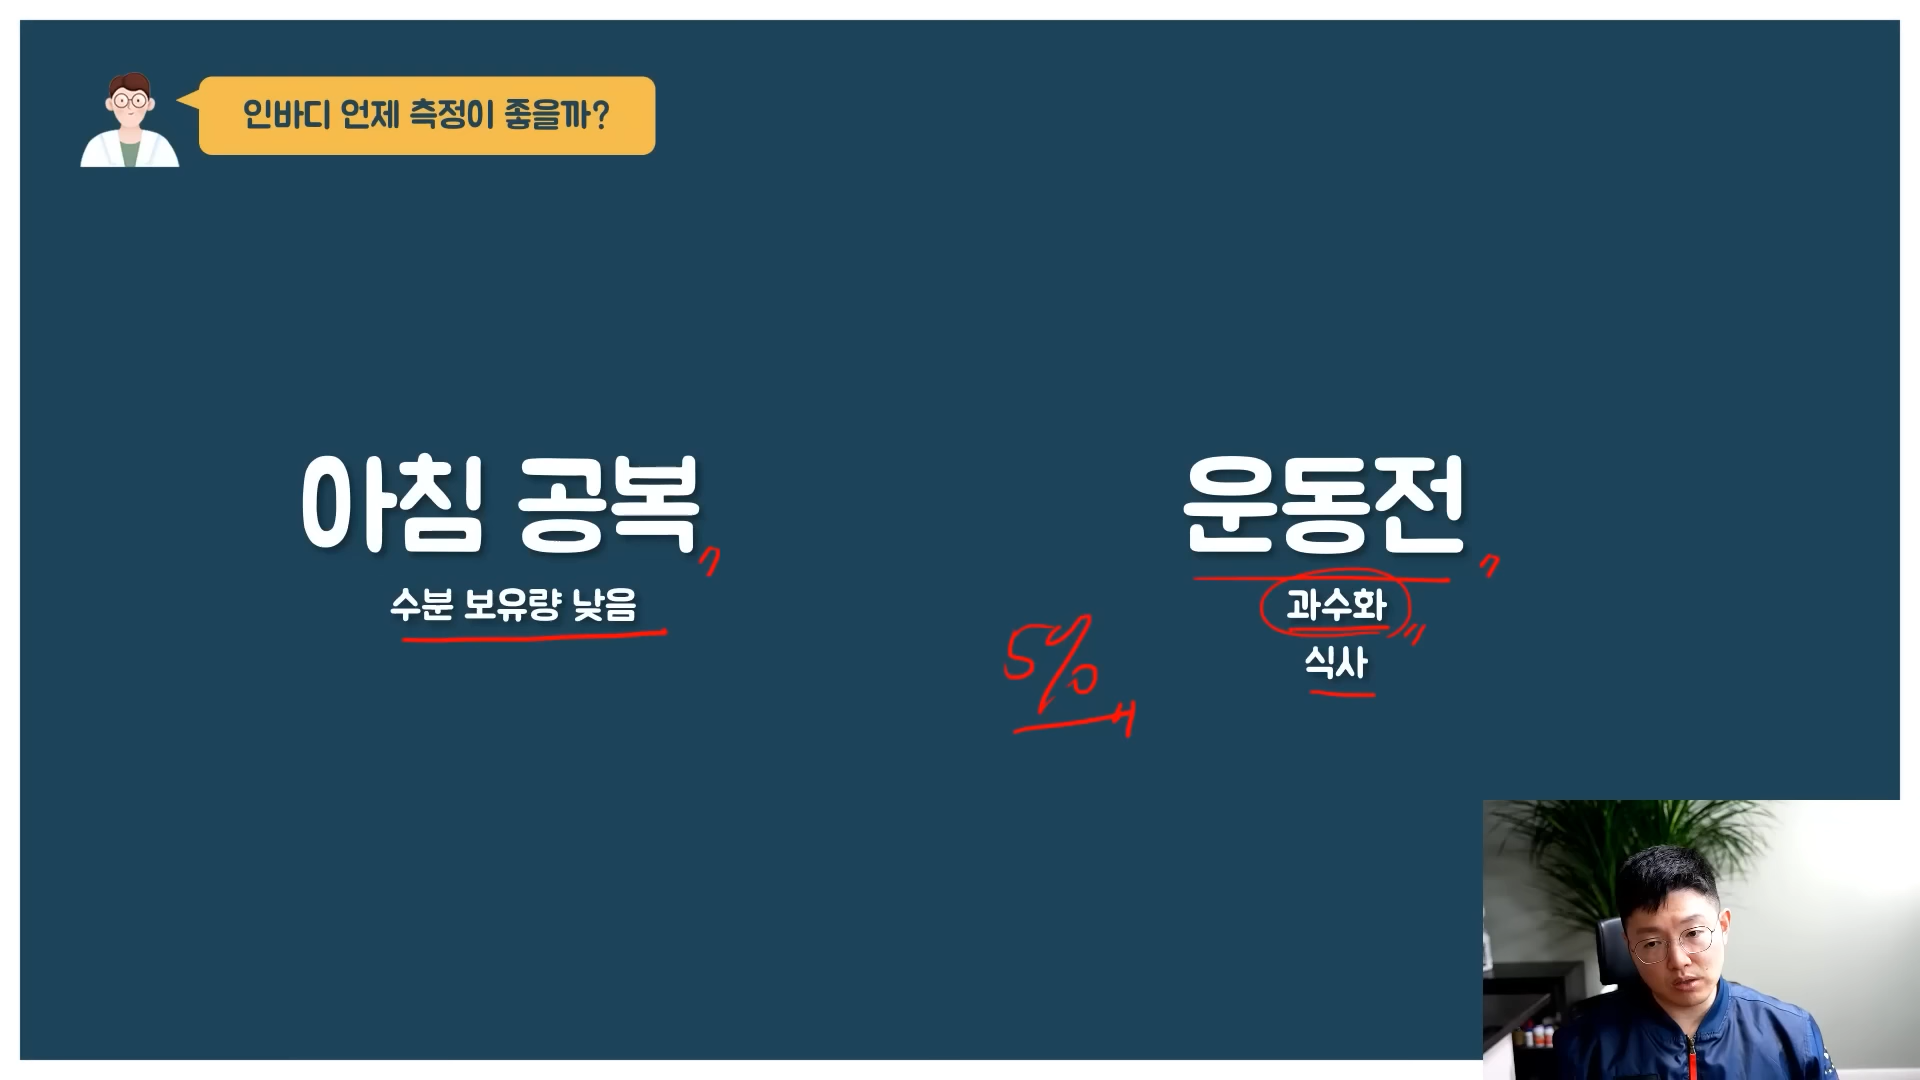 인바디 언제 측정이 좋을까?
아침 공복
수분 보유량 낮음
운동전
과수화
식사
5%